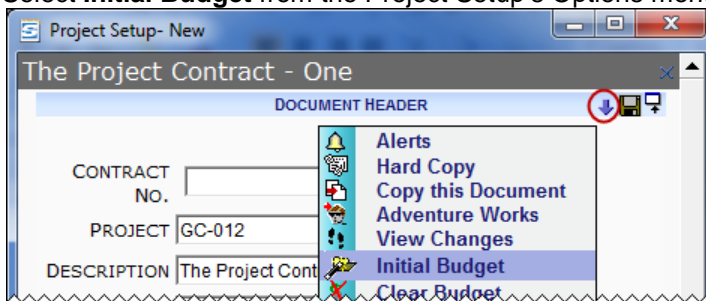 Select Initial Budget from the Project Setup's Options menu
Project Setup- New
The Project Contract - One
DOCUMENT HEADER
Alerts
Hard Copy
CONTRACT NO.
Copy this Document
Adventure Works
PROJECT GC-012
View Changes
DESCRIPTION The Project Cont
Initial Budget
Clear Budget